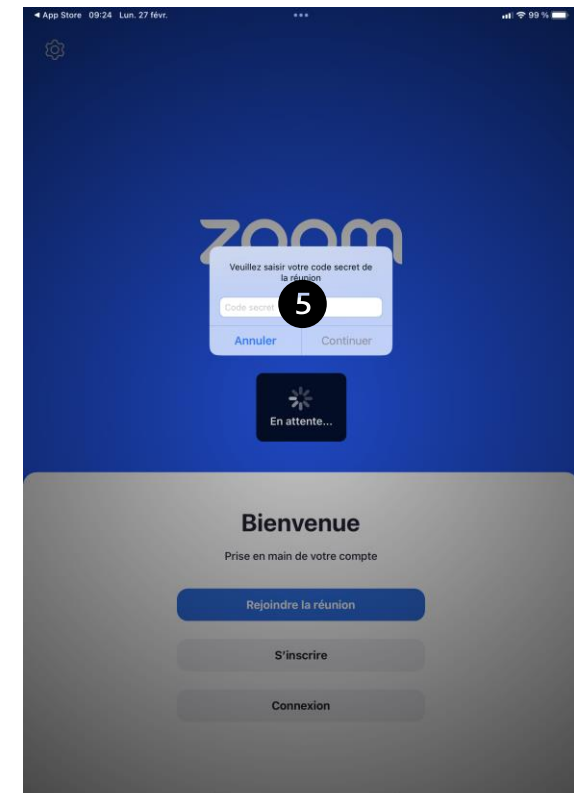 ◀ App Store 09:24 Lun. 27 févr.
99 %
zoom
Veuillez saisir votre code secret de
la réunion
Code secret
5
Annuler Continuer
En attente...
Bienvenue
Prise en main de votre compte
Rejoindre la réunion
S'inscrire
Connexion